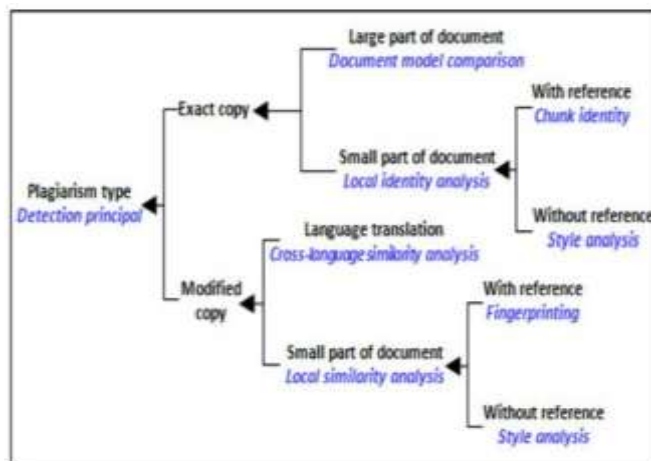 Large part of document
Document model comparison
With reference
Chunk identity
Exact copy
Small part of document
Local identity analysis
Without reference
Style analysis
Plagiarism type
Detection principal
Language translation
Cross-language similarity analysis
Modified
copy
With reference
Fingerprinting
Small part of document
Local similarity analysis
Without reference
Style analysis